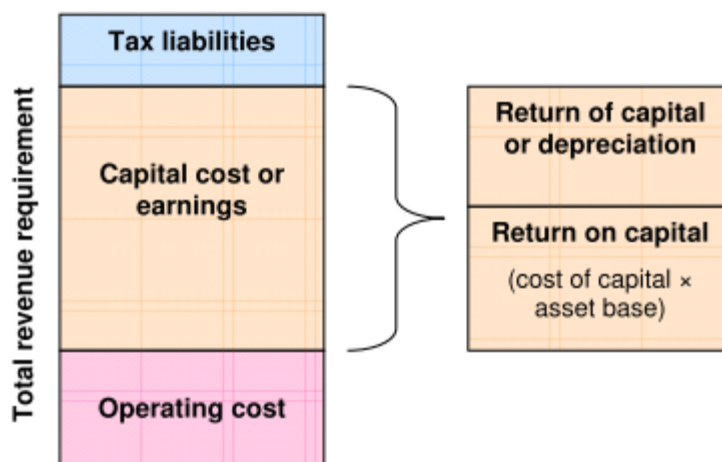 Total revenue requirement
Tax liabilities
Capital cost or
earnings
Operating cost
Return of capital
or depreciation
Return on capital
(cost of capital ×
asset base)